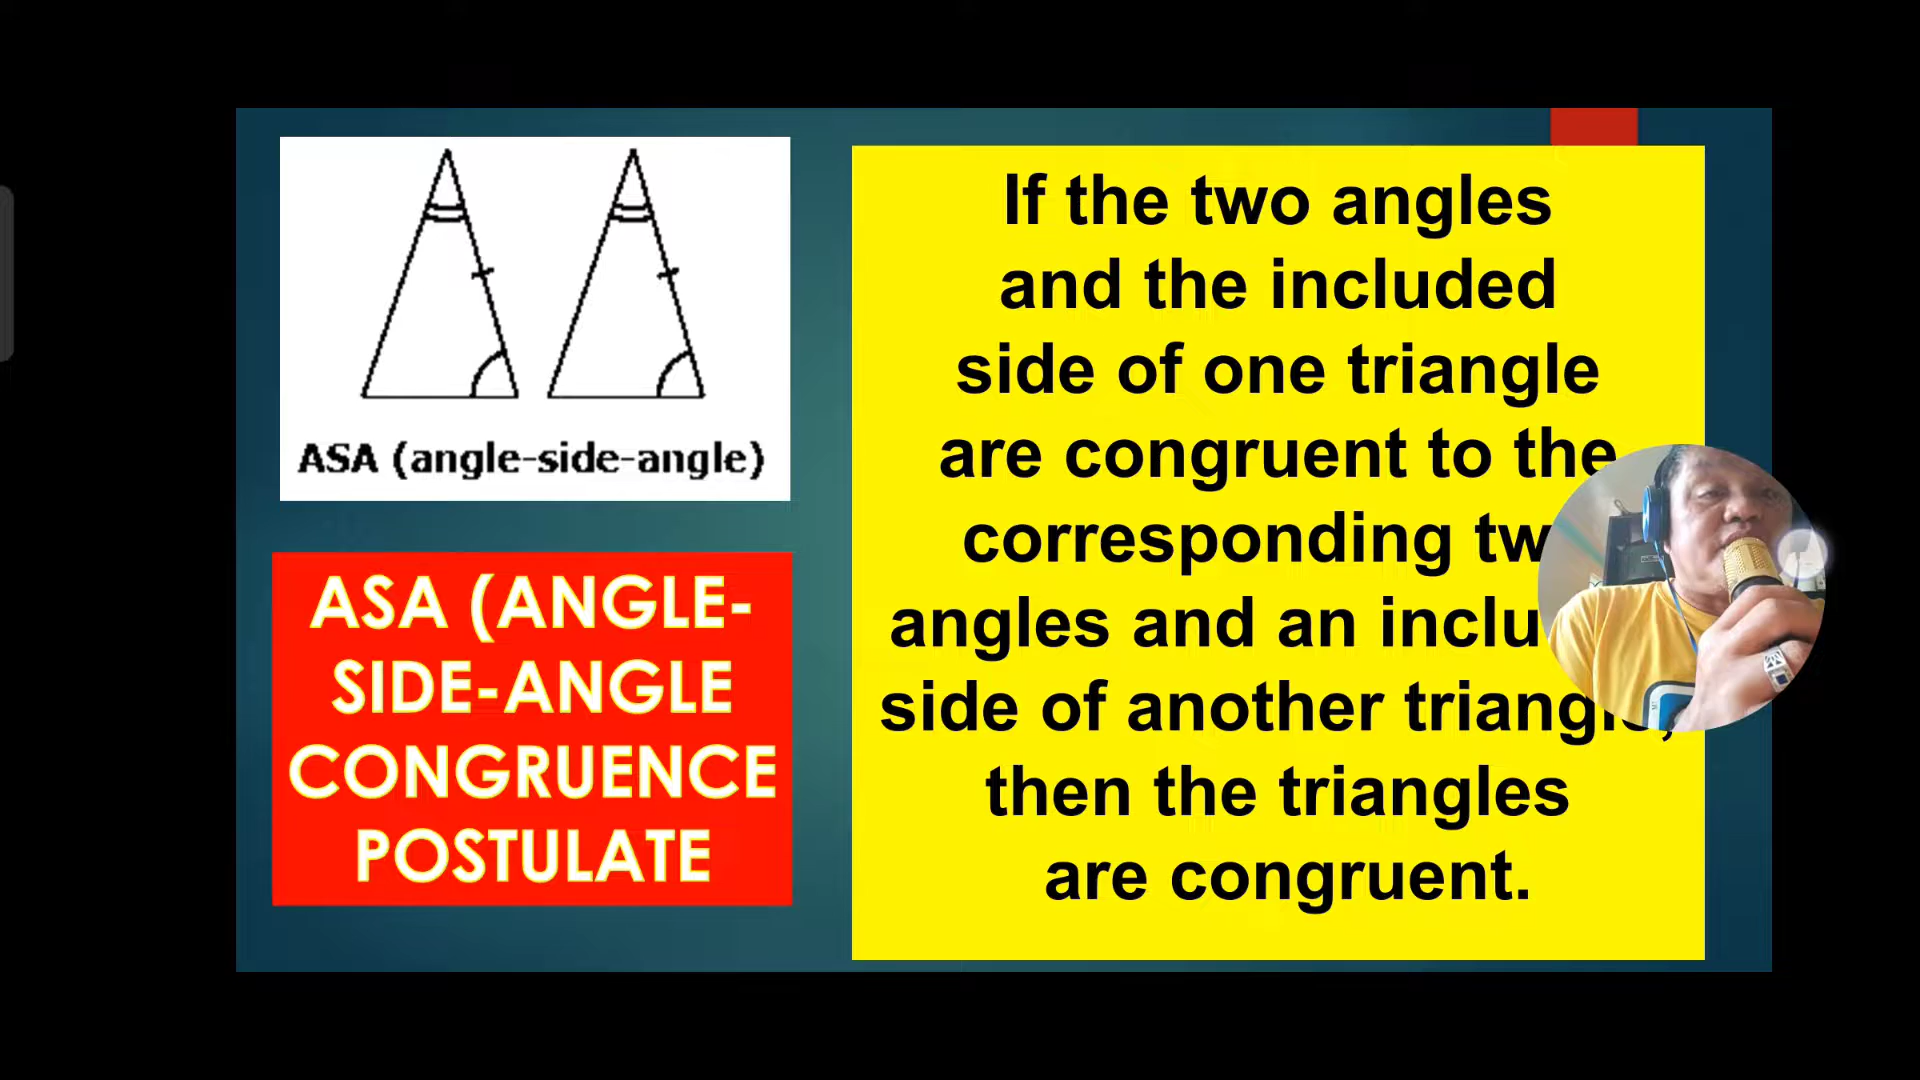 ASA (angle-side-angle)
ASA (ANGLE-
SIDE-ANGLE
CONGRUENCE
POSTULATE
If the two angles
and the included
side of one triangle
are congruent to the
corresponding
angles and an
side of another
then the triangles
are congruent.